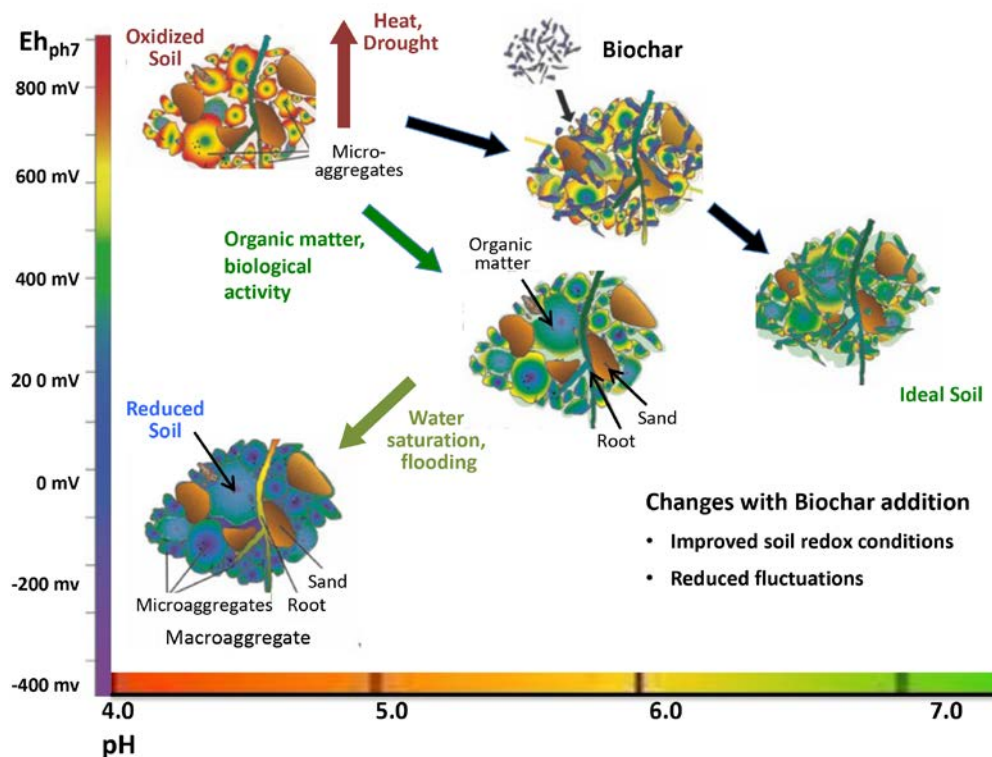 Eh ph7
800 mV
600 mV
400 mV
20 0 mV
0 mV
-200 mv
-400 mv
Oxidized
Soil
Heat,
Drought
Micro-
aggregates
Biochar
Organic matter,
biological
activity
Organic
matter
Sand
Root
Ideal Soil
Water
saturation,
flooding
Reduced
Soil
Sand
Microaggregates
Root
Macroaggregate
Changes with Biochar addition
• Improved soil redox conditions
• Reduced fluctuations
4.0 5.0 6.0 7.0
pH